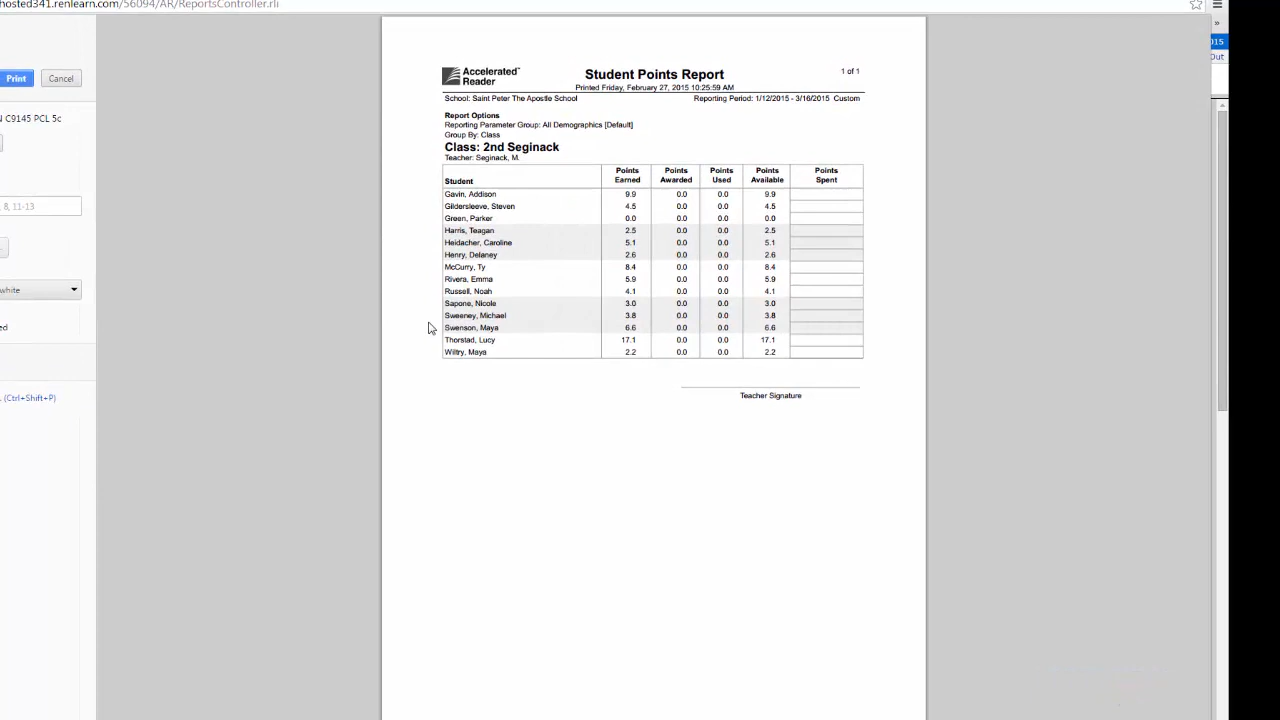 hosted341.renlearn.com/56094/AR/ReportsController.rli
»
015
Out
Print Cancel
N C9145 PCL 5c
, 8, 11-13
white
ed
. (Ctrl+Shift+P)
Accelerated
Reader
Student Points Report
1 of 1
Printed Friday, February 27, 2015 10:25:59 AM
School: Saint Peter The Apostle School Reporting Period: 1/12/2015 - 3/16/2015 Custom
Report Options
Reporting Parameter Group: All Demographics [Default]
Group By: Class
Class: 2nd Seginack
Teacher: Seginack, M.
Student Points Earned Points Awarded Points Used Points Available Points Spent
Gavin, Addison 9.9 0.0 0.0 9.9
Gildersleeve, Steven 4.5 0.0 0.0 4.5
Green, Parker 0.0 0.0 0.0 0.0
Harris, Teagan 2.5 0.0 0.0 2.5
Heidacher, Caroline 5.1 0.0 0.0 5.1
Henry, Delaney 2.6 0.0 0.0 2.6
McCurry, Ty 8.4 0.0 0.0 8.4
Rivera, Emma 5.9 0.0 0.0 5.9
Russell, Noah 4.1 0.0 0.0 4.1
Sapone, Nicole 3.0 0.0 0.0 3.0
Sweeney, Michael 3.8 0.0 0.0 3.8
Swenson, Maya 6.6 0.0 0.0 6.6
Thorstad, Lucy 17.1 0.0 0.0 17.1
Wiltry, Maya 2.2 0.0 0.0 2.2
Teacher Signature